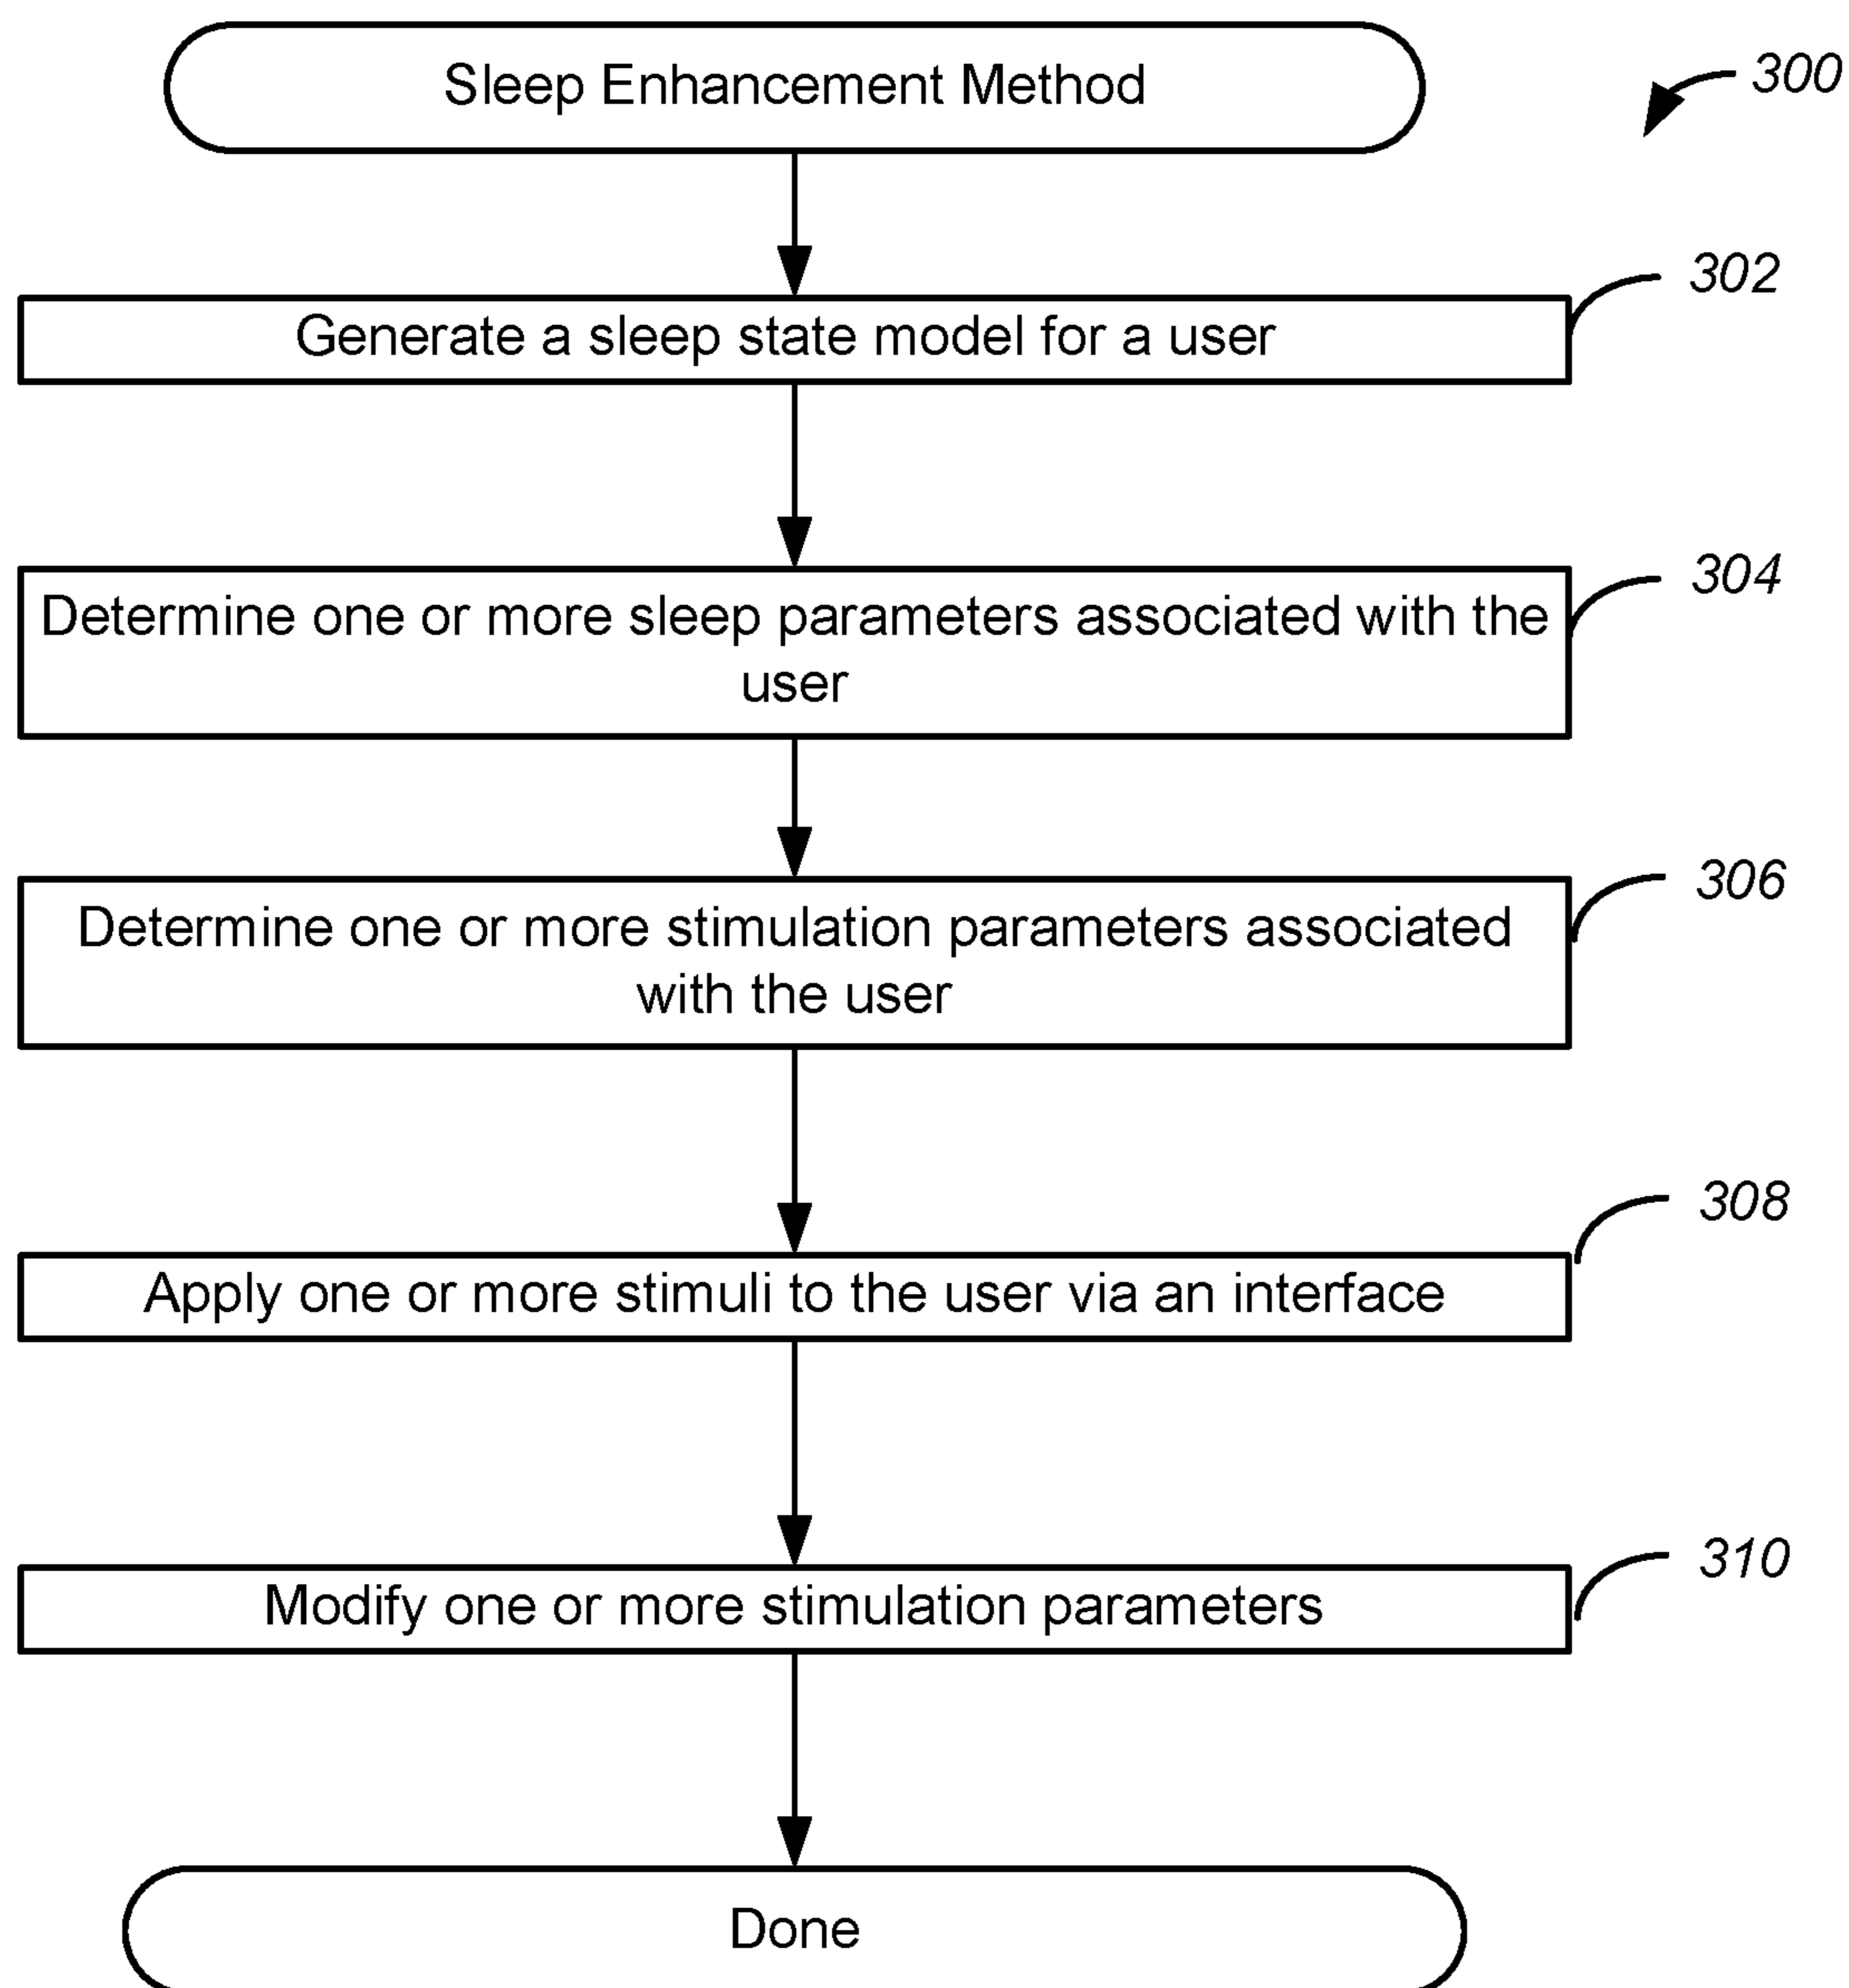 Sleep Enhancement Method
300
302
Generate a sleep state model for a user
304
Determine one or more sleep parameters associated with the
user
306
Determine one or more stimulation parameters associated
with the user
308
Apply one or more stimuli to the user via an interface
310
Modify one or more stimulation parameters
Done